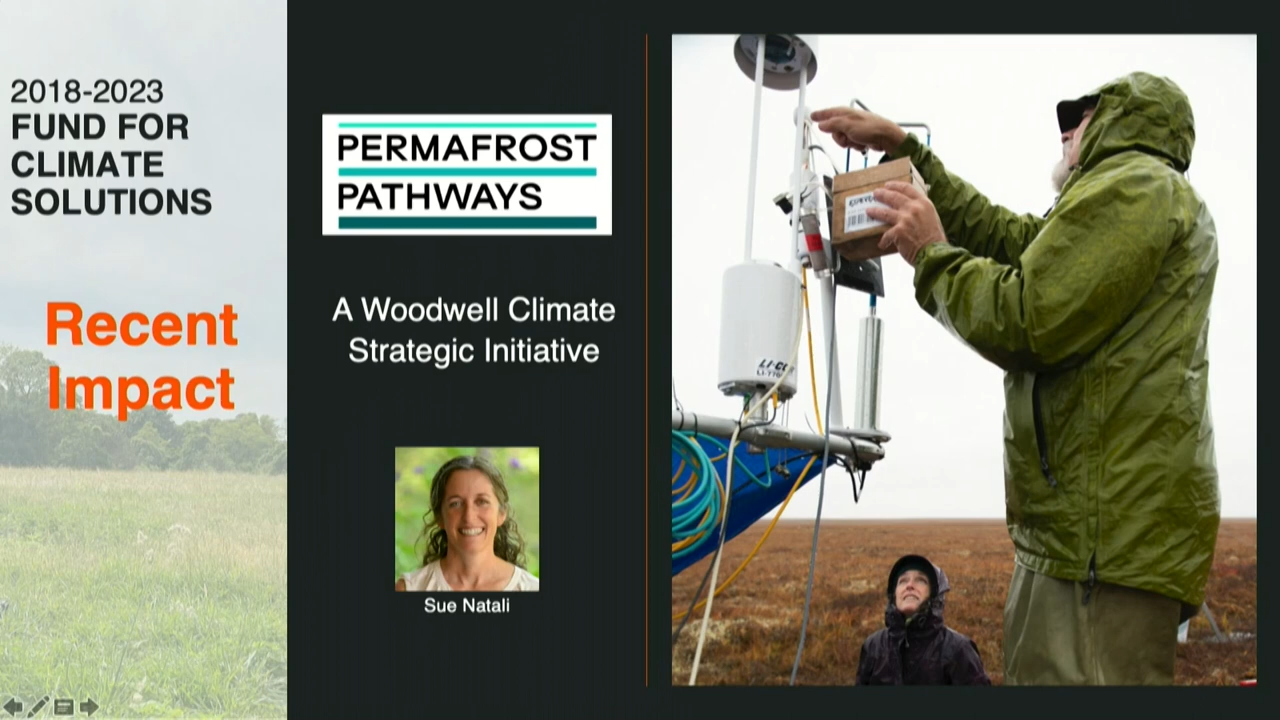 2018-2023
FUND FOR
CLIMATE
SOLUTIONS
Recent
Impact
PERMAFROST
PATHWAYS
A Woodwell Climate
Strategic Initiative
Sue Natali